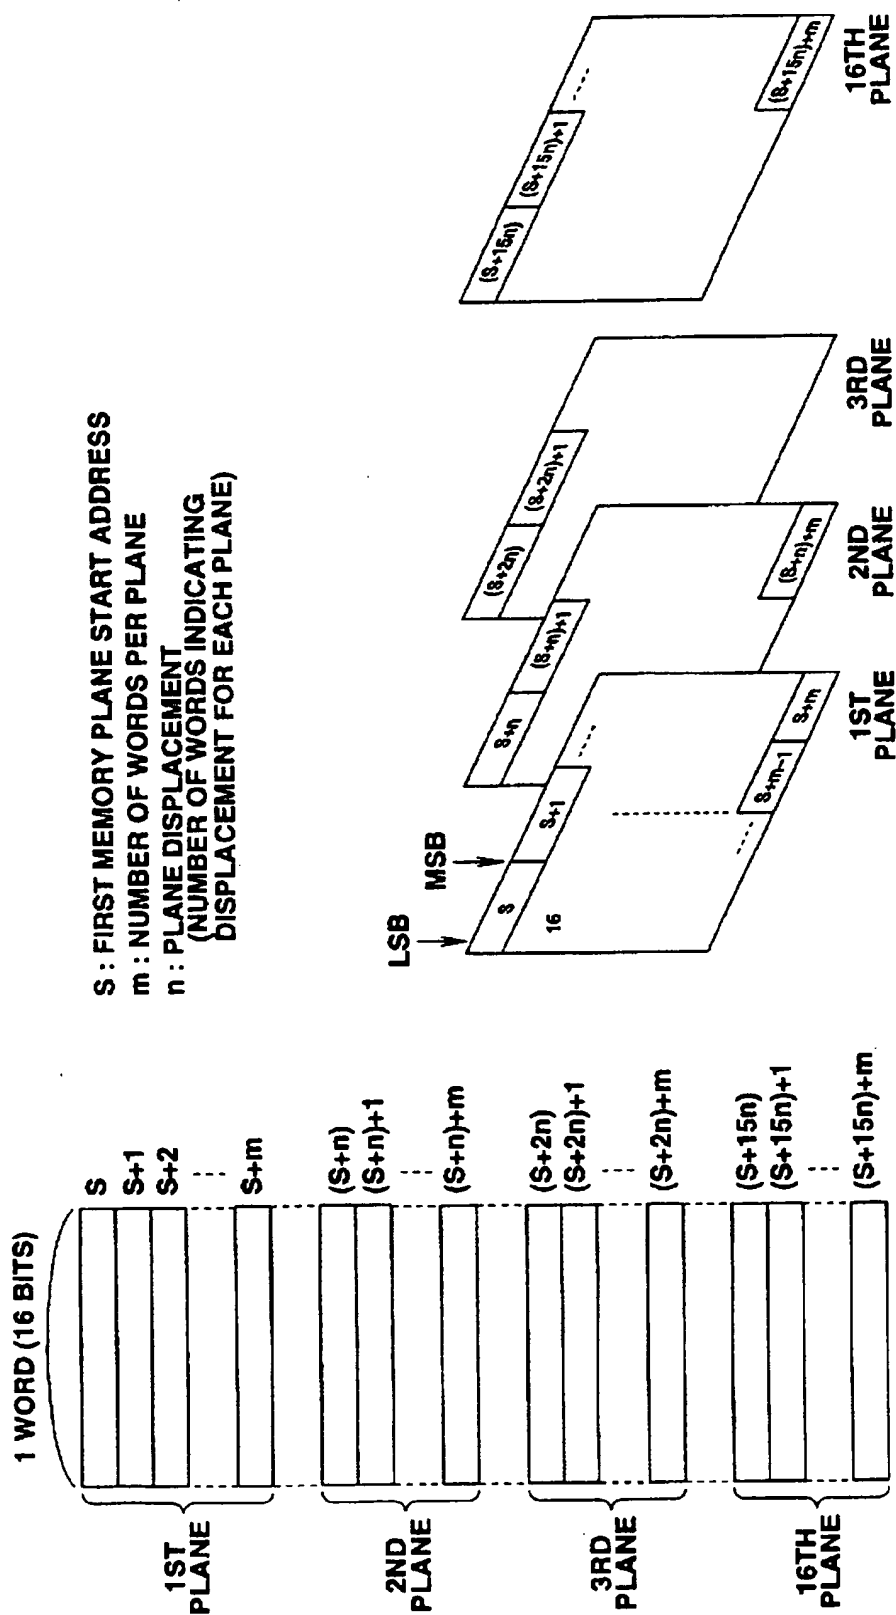 1 WORD (16 BITS)
S
S+1
S+2
S+m
1ST
PLANE
(S+n)
(S+n)+1
(S+n)+m
2ND
PLANE
(S+2n)
(S+2n)+1
(S+2n)+m
3RD
PLANE
(S+15n)
(S+15n)+1
(S+15n)+m
16TH
PLANE
S : FIRST MEMORY PLANE START ADDRESS
m : NUMBER OF WORDS PER PLANE
n : PLANE DISPLACEMENT
(NUMBER OF WORDS INDICATING
DISPLACEMENT FOR EACH PLANE)
LSB
MSB
S
S+1
16
S+m-1
S+m
1ST
PLANE
S+n
(S+n)+1
(S+n)+m
2ND
PLANE
(S+2n)
(S+2n)+1
3RD
PLANE
(S+15n)
(S+15n)+1
(S+15n)+m
16TH
PLANE